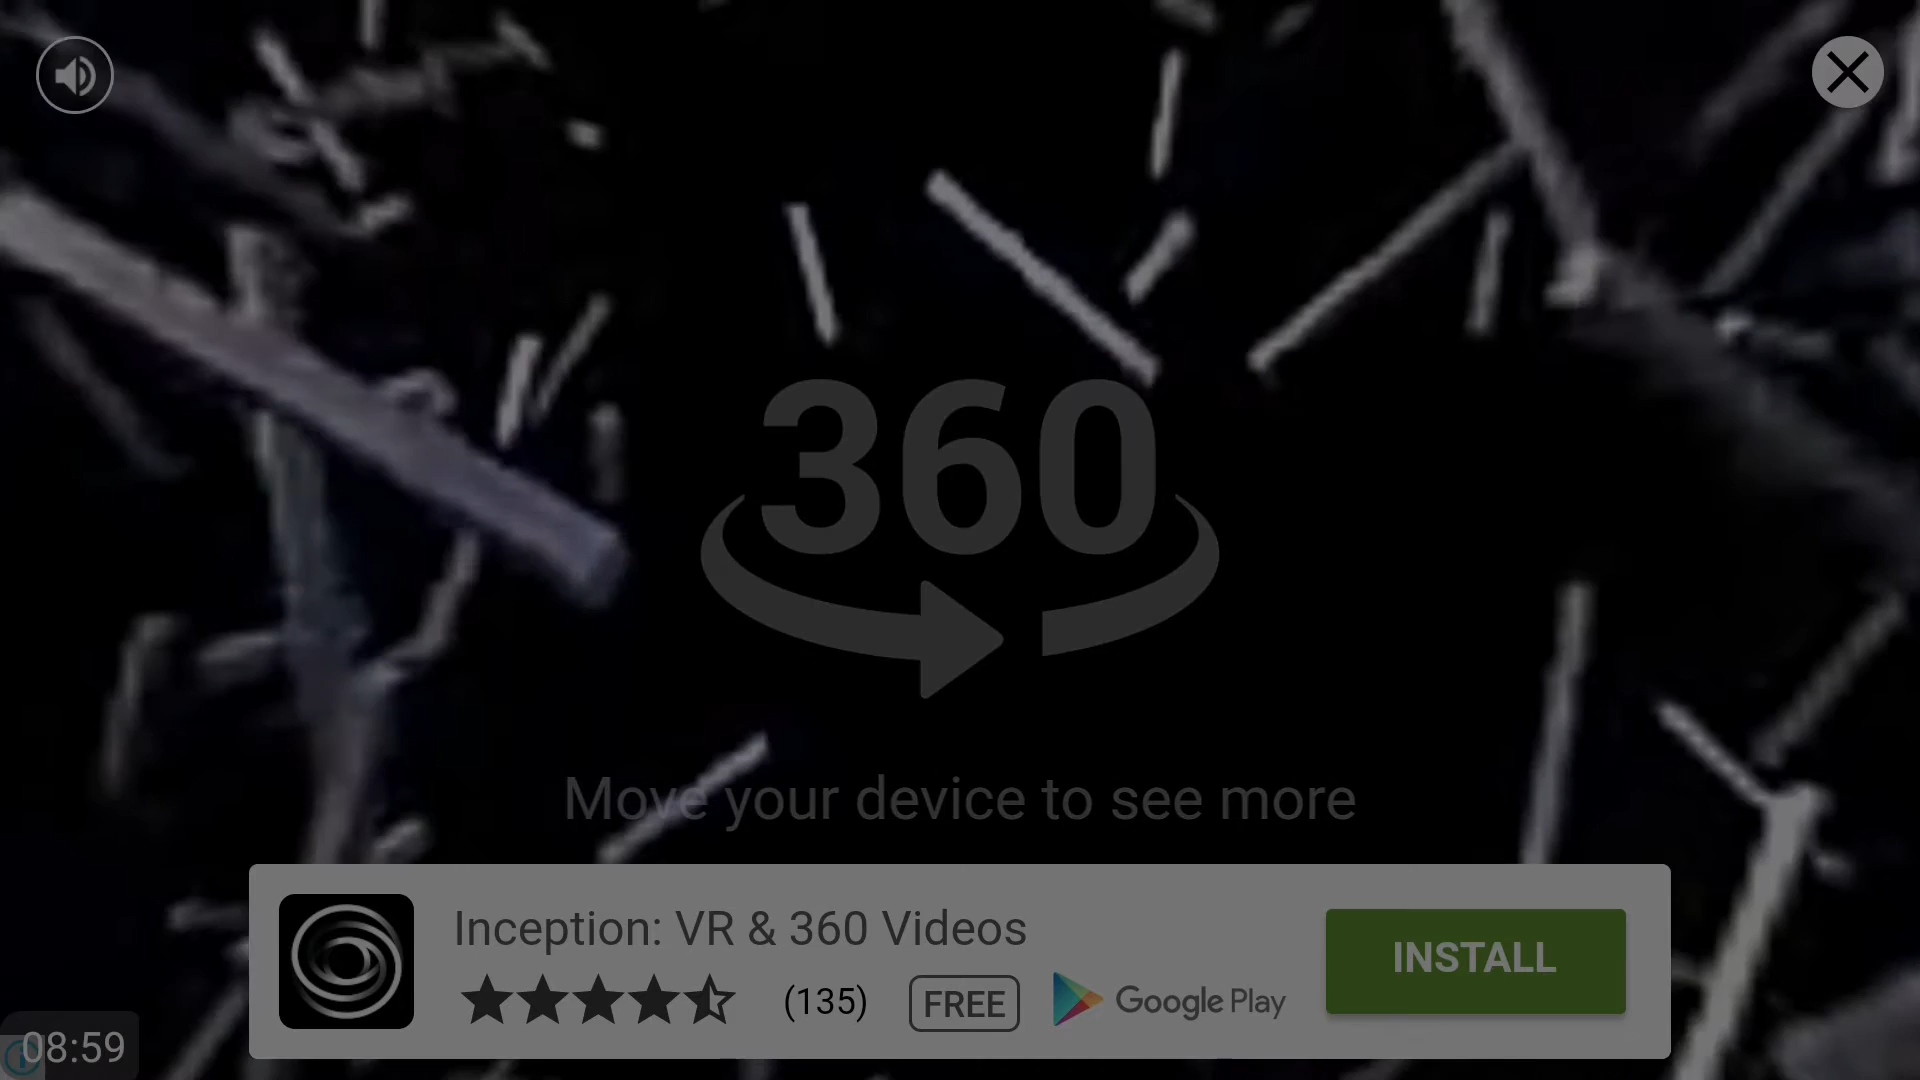 360
Move your device to see more
Inception: VR & 360 Videos
(135) FREE Google Play
INSTALL
08:59